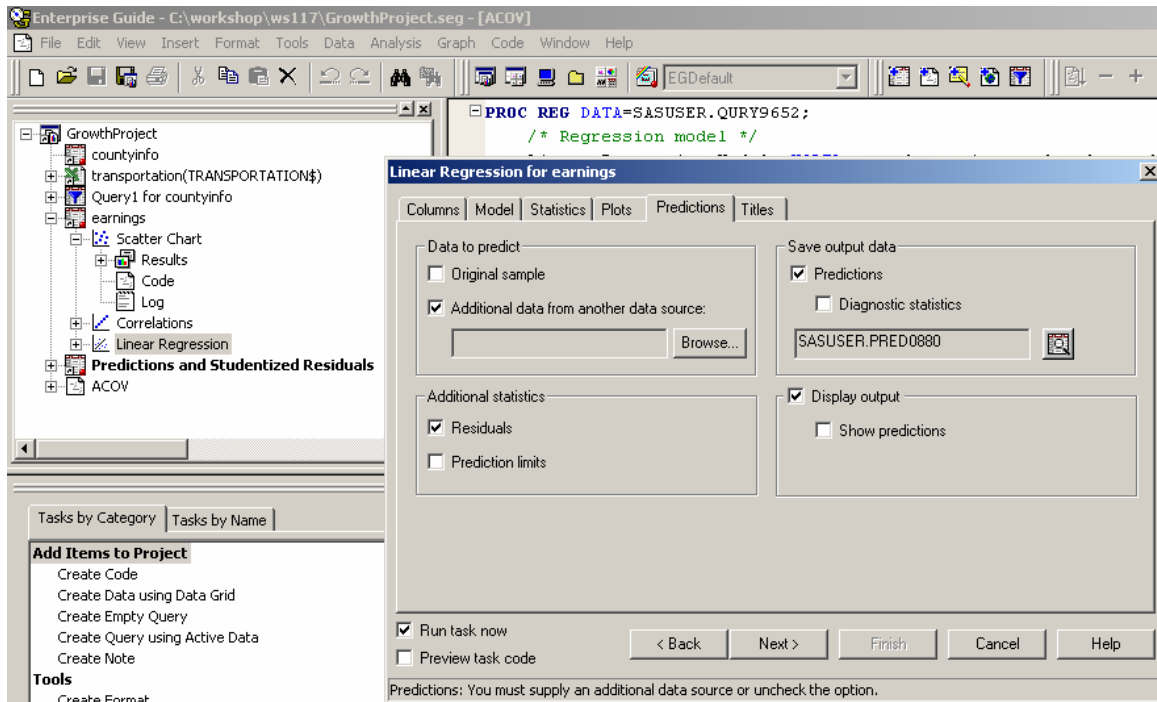 Enterprise Guide - C:\workshop\ws117\GrowthProject.seg - [ACOV]
File Edit View Insert Format Tools Data Analysis Graph Code Window Help
EGDefault
GrowthProject
countyinfo
transportation(TRANSPORTATION$)
Query1 for countyinfo
earnings
Scatter Chart
Results
Code
Log
Correlations
Linear Regression
Predictions and Studentized Residuals
ACOV
PROC REG DATA=SASUSER.QURY9652;
/* Regression model */
Linear Regression for earnings
Columns Model Statistics Plots Predictions Titles
Data to predict
Original sample
Additional data from another data source:
Browse...
Additional statistics
Residuals
Prediction limits
Save output data
Predictions
Diagnostic statistics
SASUSER.PRED0880
Display output
Show predictions
Run task now
Preview task code
< Back Next > Finish Cancel Help
Predictions: You must supply an additional data source or uncheck the option.
Tasks by Category Tasks by Name
Add Items to Project
Create Code
Create Data using Data Grid
Create Empty Query
Create Query using Active Data
Create Note
Tools
Create Format